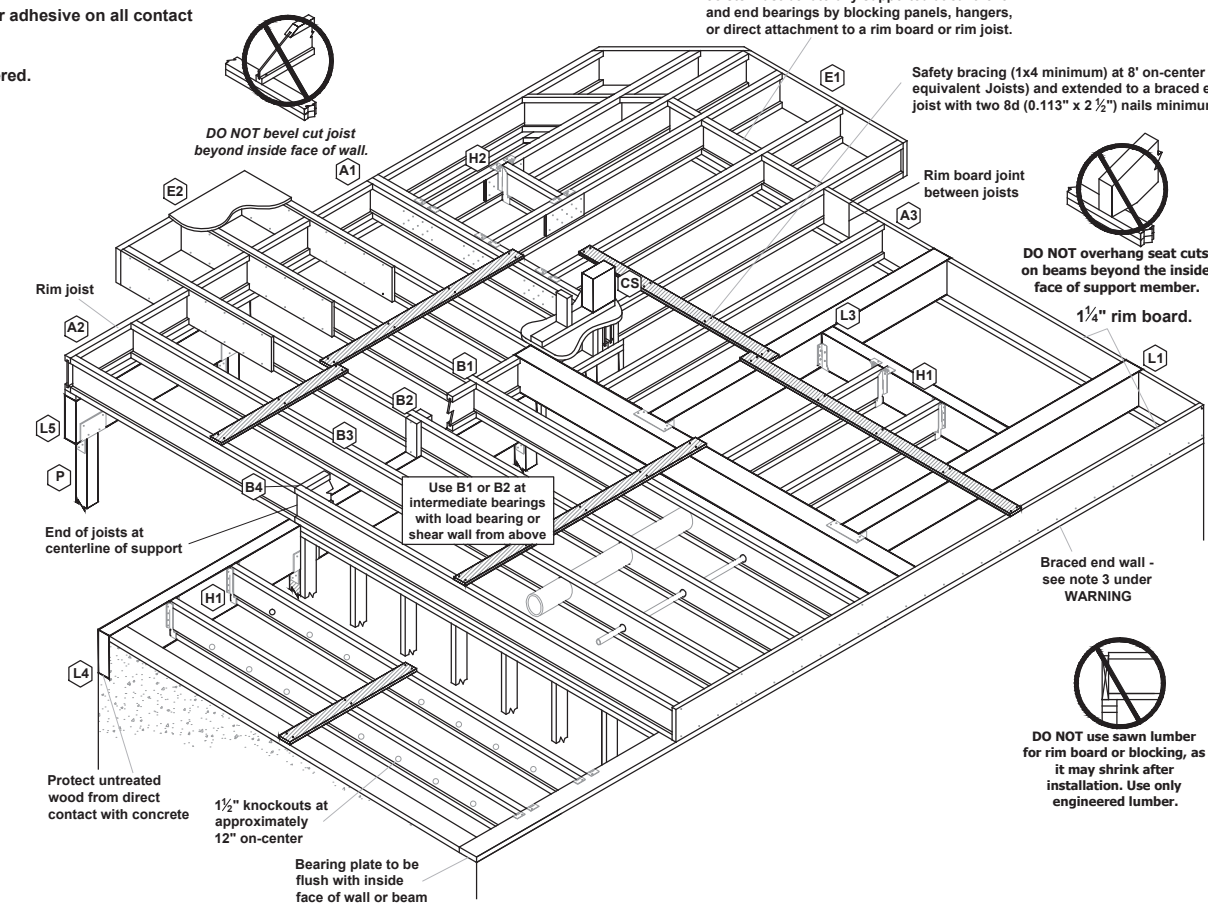 r adhesive on all contact
red.
and end bearings by blocking panels, hangers,
or direct attachment to a rim board or rim joist.
E1
Safety bracing (1x4 minimum) at 8' on-center
equivalent Joists) and extended to a braced e
joist with two 8d (0.113" x 2 ½") nails minimu
DO NOT bevel cut joist
beyond inside face of wall.
A1
H2
E2
Rim board joint
between joists
A3
DO NOT overhang seat cuts
on beams beyond the inside
face of support member.
1¼" rim board.
Rim joist
A2
CS
L3
L1
B1
H1
B2
L5
B3
P
B4
Use B1 or B2 at
intermediate bearings
with load bearing or
shear wall from above
End of joists at
centerline of support
Braced end wall -
see note 3 under
WARNING
H1
L4
DO NOT use sawn lumber
for rim board or blocking, as
it may shrink after
installation. Use only
engineered lumber.
Protect untreated
wood from direct
contact with concrete
1½" knockouts at
approximately
12" on-center
Bearing plate to be
flush with inside
face of wall or beam